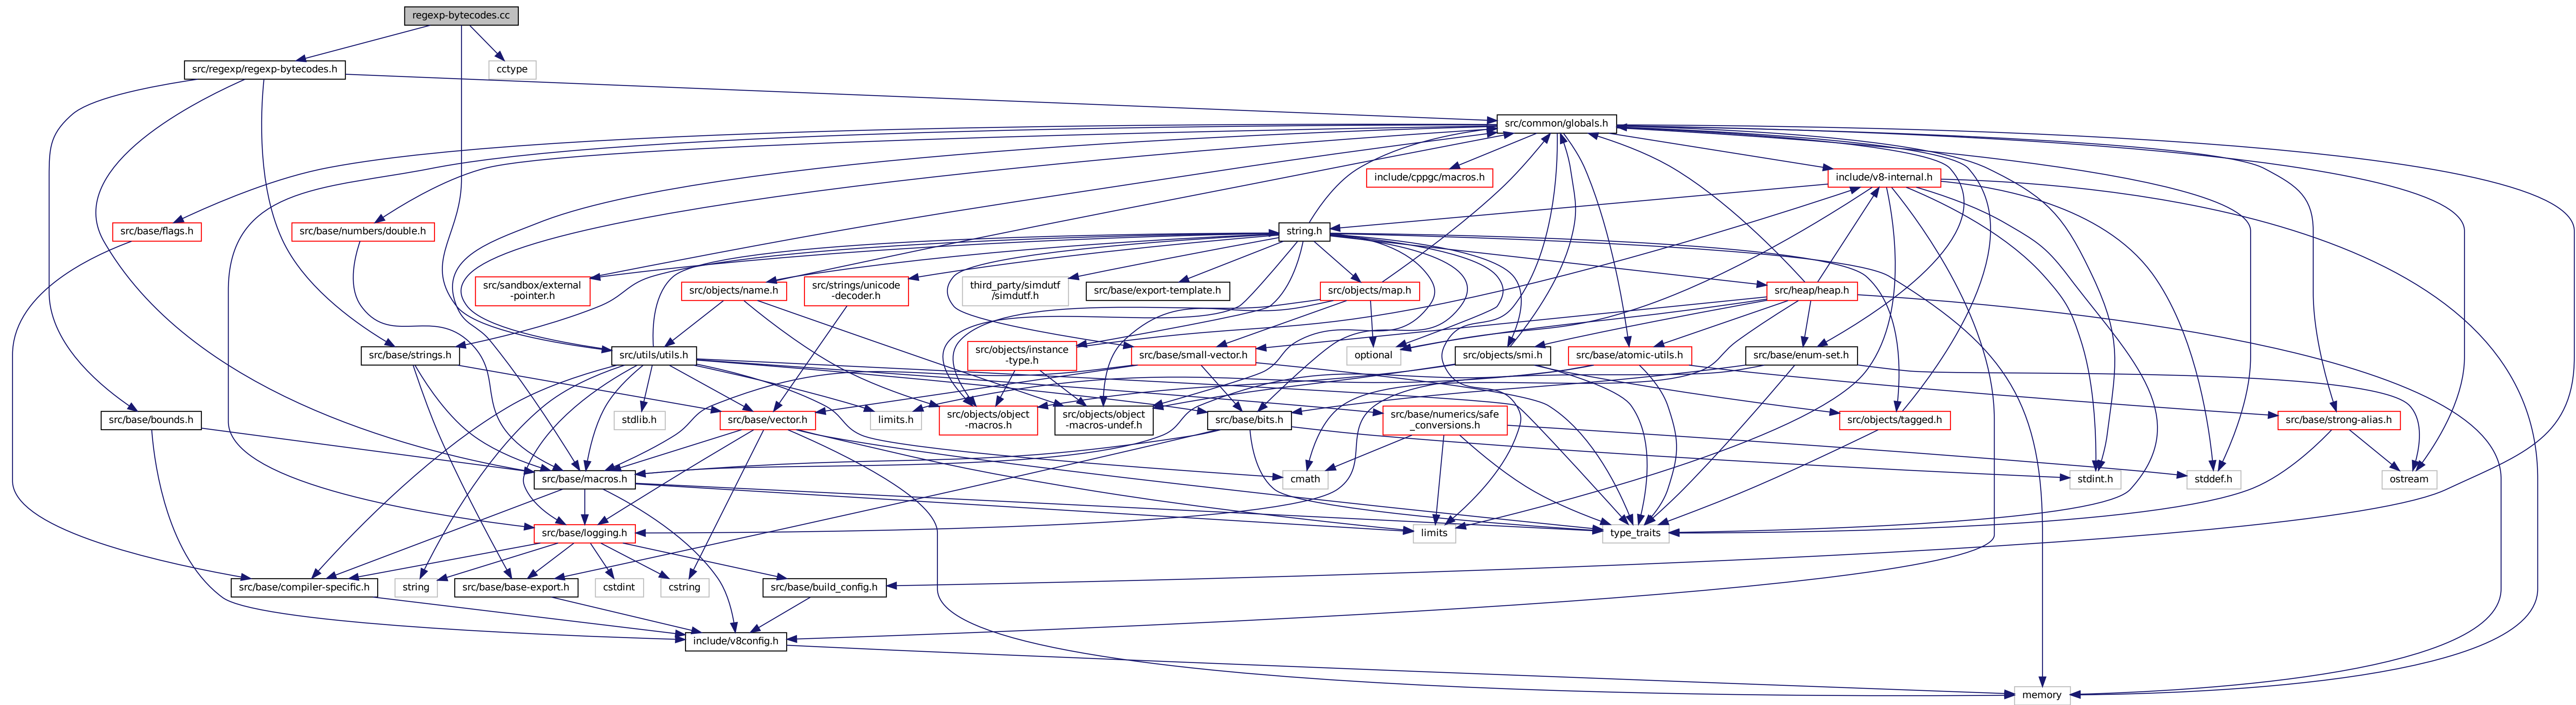 regexp-bytecodes.cc
src/regexp/regexp-bytecodes.h
cctype
src/common/globals.h
include/cppgc/macros.h
include/v8-internal.h
src/base/flags.h
src/base/numbers/double.h
string.h
src/sandbox/external
-pointer.h
src/objects/name.h
src/strings/unicode
-decoder.h
third_party/simdutf
/simdutf.h
src/base/export-template.h
src/objects/map.h
src/heap/heap.h
src/base/strings.h
src/utils/utils.h
src/objects/instance
-type.h
src/base/small-vector.h
optional
src/objects/smi.h
src/base/atomic-utils.h
src/base/enum-set.h
src/base/bounds.h
stdlib.h
src/base/vector.h
limits.h
src/objects/object
-macros.h
src/objects/object
-macros-undef.h
src/base/bits.h
src/base/numerics/safe
_conversions.h
src/objects/tagged.h
src/base/strong-alias.h
src/base/macros.h
cmath
stdint.h
stddef.h
ostream
src/base/logging.h
limits
type_traits
src/base/compiler-specific.h
string
src/base/base-export.h
cstdint
cstring
src/base/build_config.h
include/v8config.h
memory